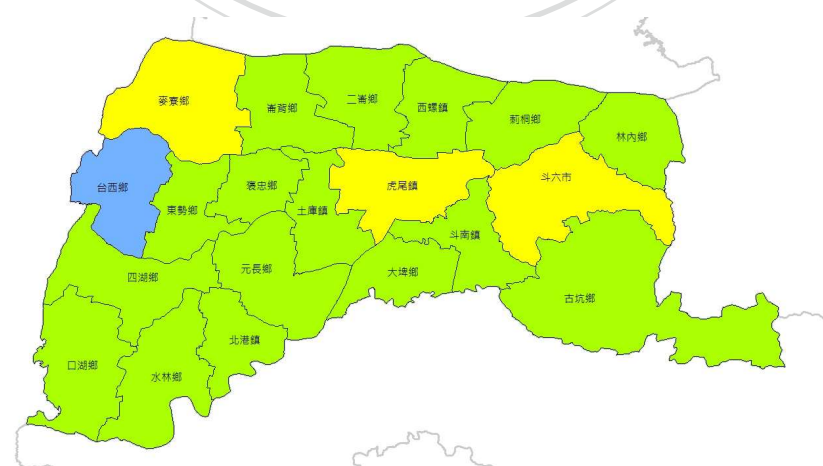 麥寮鄉
崙背鄉
二崙鄉
西螺鎮
莿桐鄉
林內鄉
台西鄉
東勢鄉
褒忠鄉
土庫鎮
虎尾鎮
斗南鎮
斗六市
四湖鄉
元長鄉
大埤鄉
古坑鄉
口湖鄉
水林鄉
北港鎮